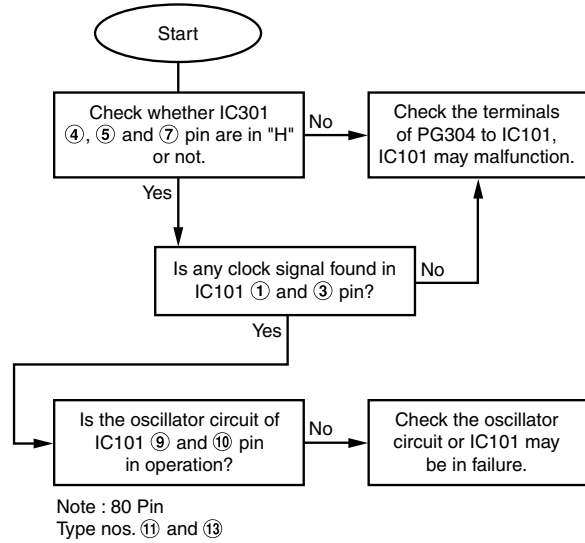 Start
Check whether IC301
④, ⑤ and ⑦ pin are in "H"
or not.
No
Check the terminals
of PG304 to IC101,
IC101 may malfunction.
Yes
Is any clock signal found in
IC101 ① and ③ pin?
No
Yes
Is the oscillator circuit of
IC101 ⑨ and ⑩ pin
in operation?
No
Check the oscillator
circuit or IC101 may
be in failure.
Note : 80 Pin
Type nos. ⑪ and ⑬